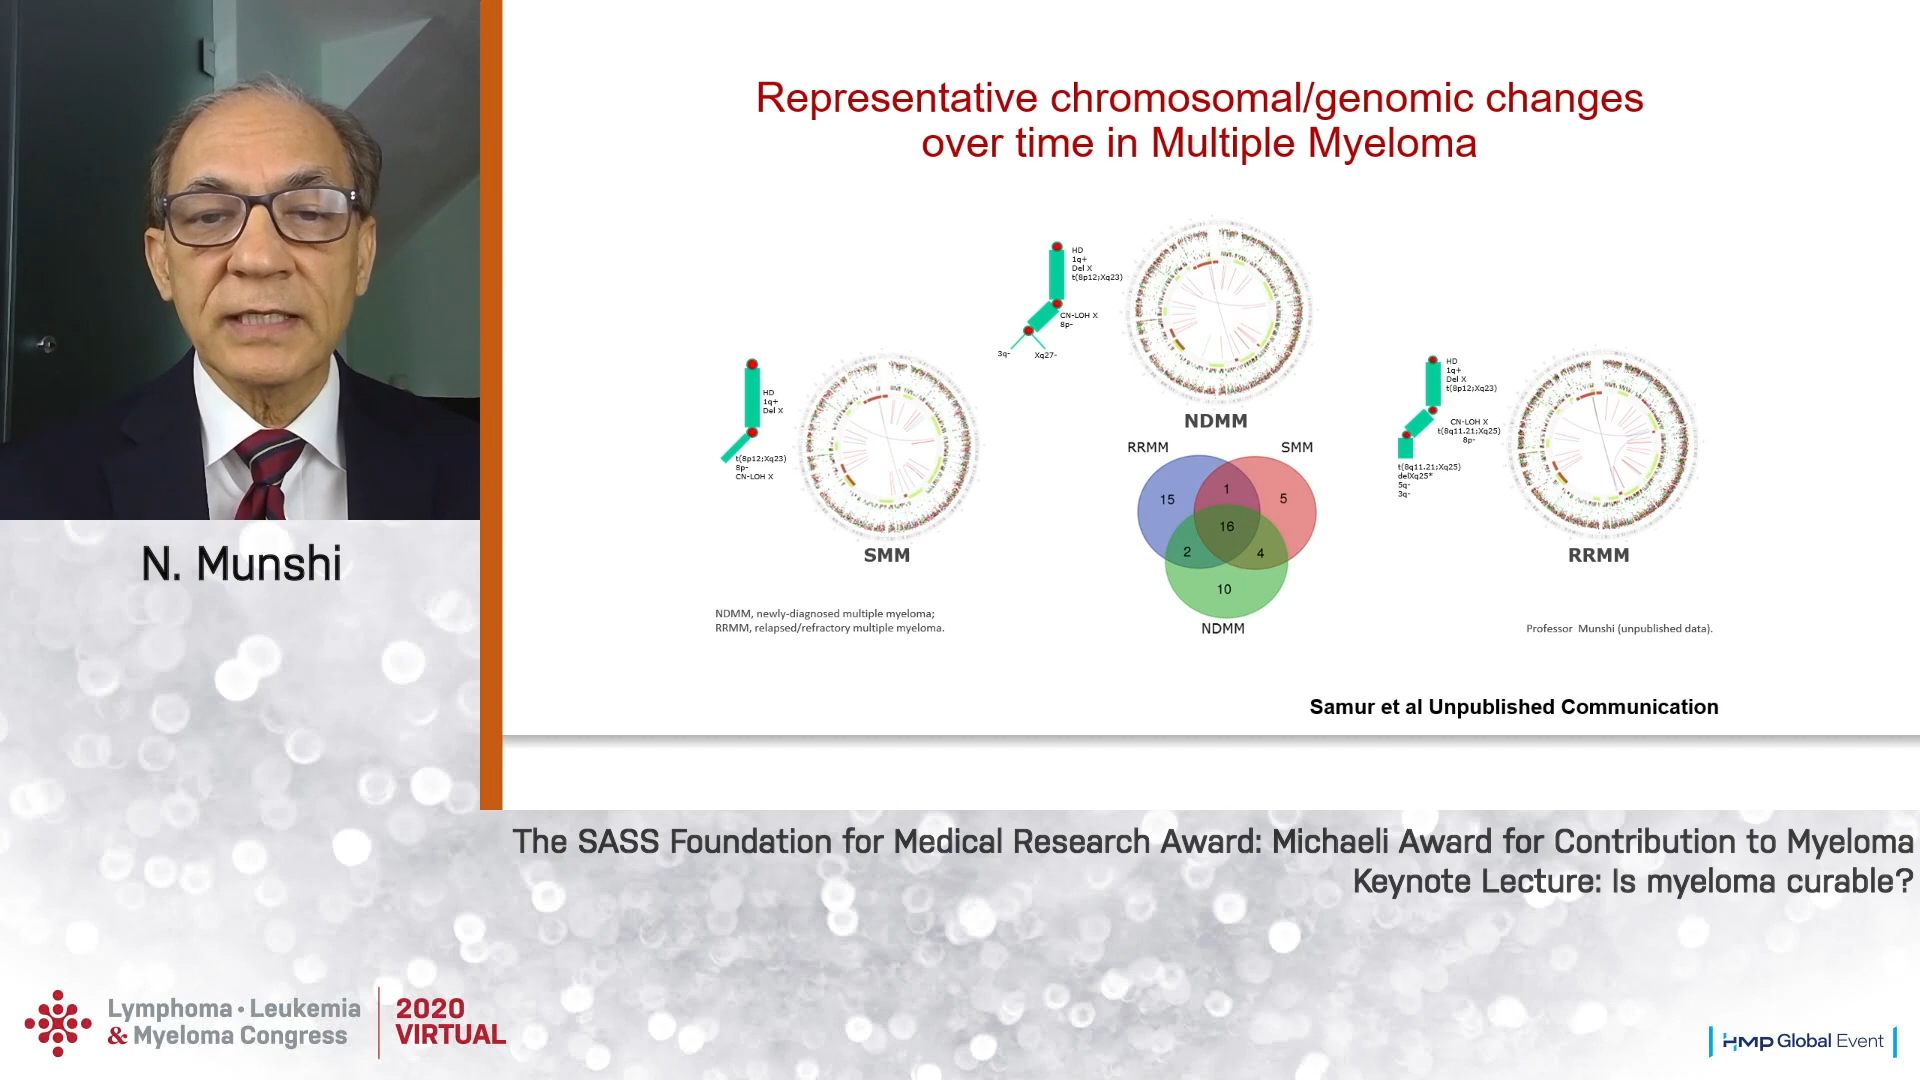 Representative chromosomal/genomic changes
over time in Multiple Myeloma
HD
1q+
Del X
t(8p12;Xq23)
8p-
CN-LOH X
SMM
HD
1q+
Del X
t(8p12;Xq23)
CN-LOH X
8p-
3q-
Xq27-
NDMM
RRMM
SMM
15
1
5
16
2
4
10
NDMM
HD
1q+
Del X
t(8p12;Xq23)
CN-LOH X
t(8q11.21;Xq25)
8p-
t(8q11.21;Xq25)
delXq25*
5q-
3q-
RRMM
NDMM, newly-diagnosed multiple myeloma;
RRMM, relapsed/refractory multiple myeloma.
Professor Munshi (unpublished data).
Samur et al Unpublished Communication
N. Munshi
The SASS Foundation for Medical Research Award: Michaeli Award for Contribution to Myeloma
Keynote Lecture: Is myeloma curable?
Lymphoma • Leukemia
& Myeloma Congress
2020
VIRTUAL
HMP Global Event